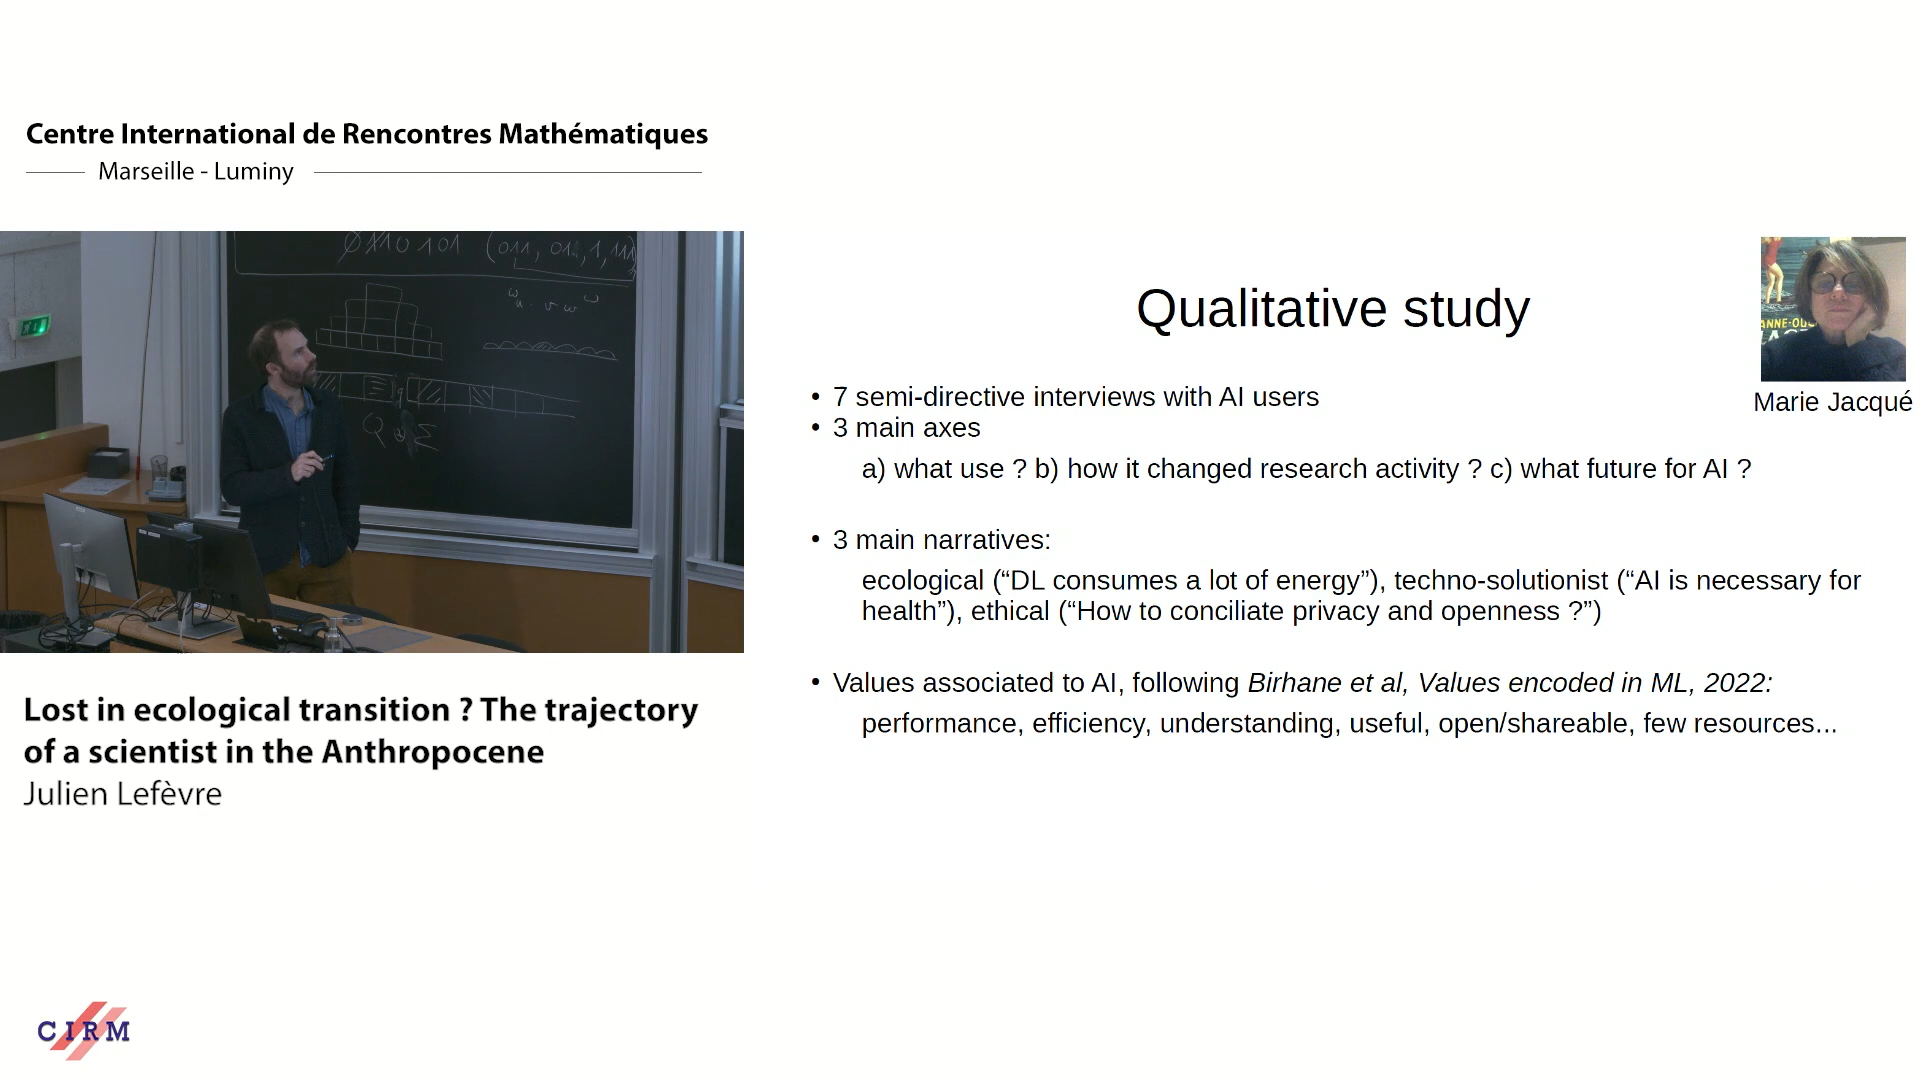 Centre International de Rencontres Mathématiques
Marseille - Luminy
Lost in ecological transition ? The trajectory
of a scientist in the Anthropocene
Julien Lefèvre
CIRM
Qualitative study
• 7 semi-directive interviews with AI users
• 3 main axes
a) what use ? b) how it changed research activity ? c) what future for AI ?
• 3 main narratives:
ecological (“DL consumes a lot of energy”), techno-solutionist (“AI is necessary for
health”), ethical (“How to conciliate privacy and openness ?”)
• Values associated to AI, following Birhane et al, Values encoded in ML, 2022:
performance, efficiency, understanding, useful, open/shareable, few resources...
Marie Jacqué